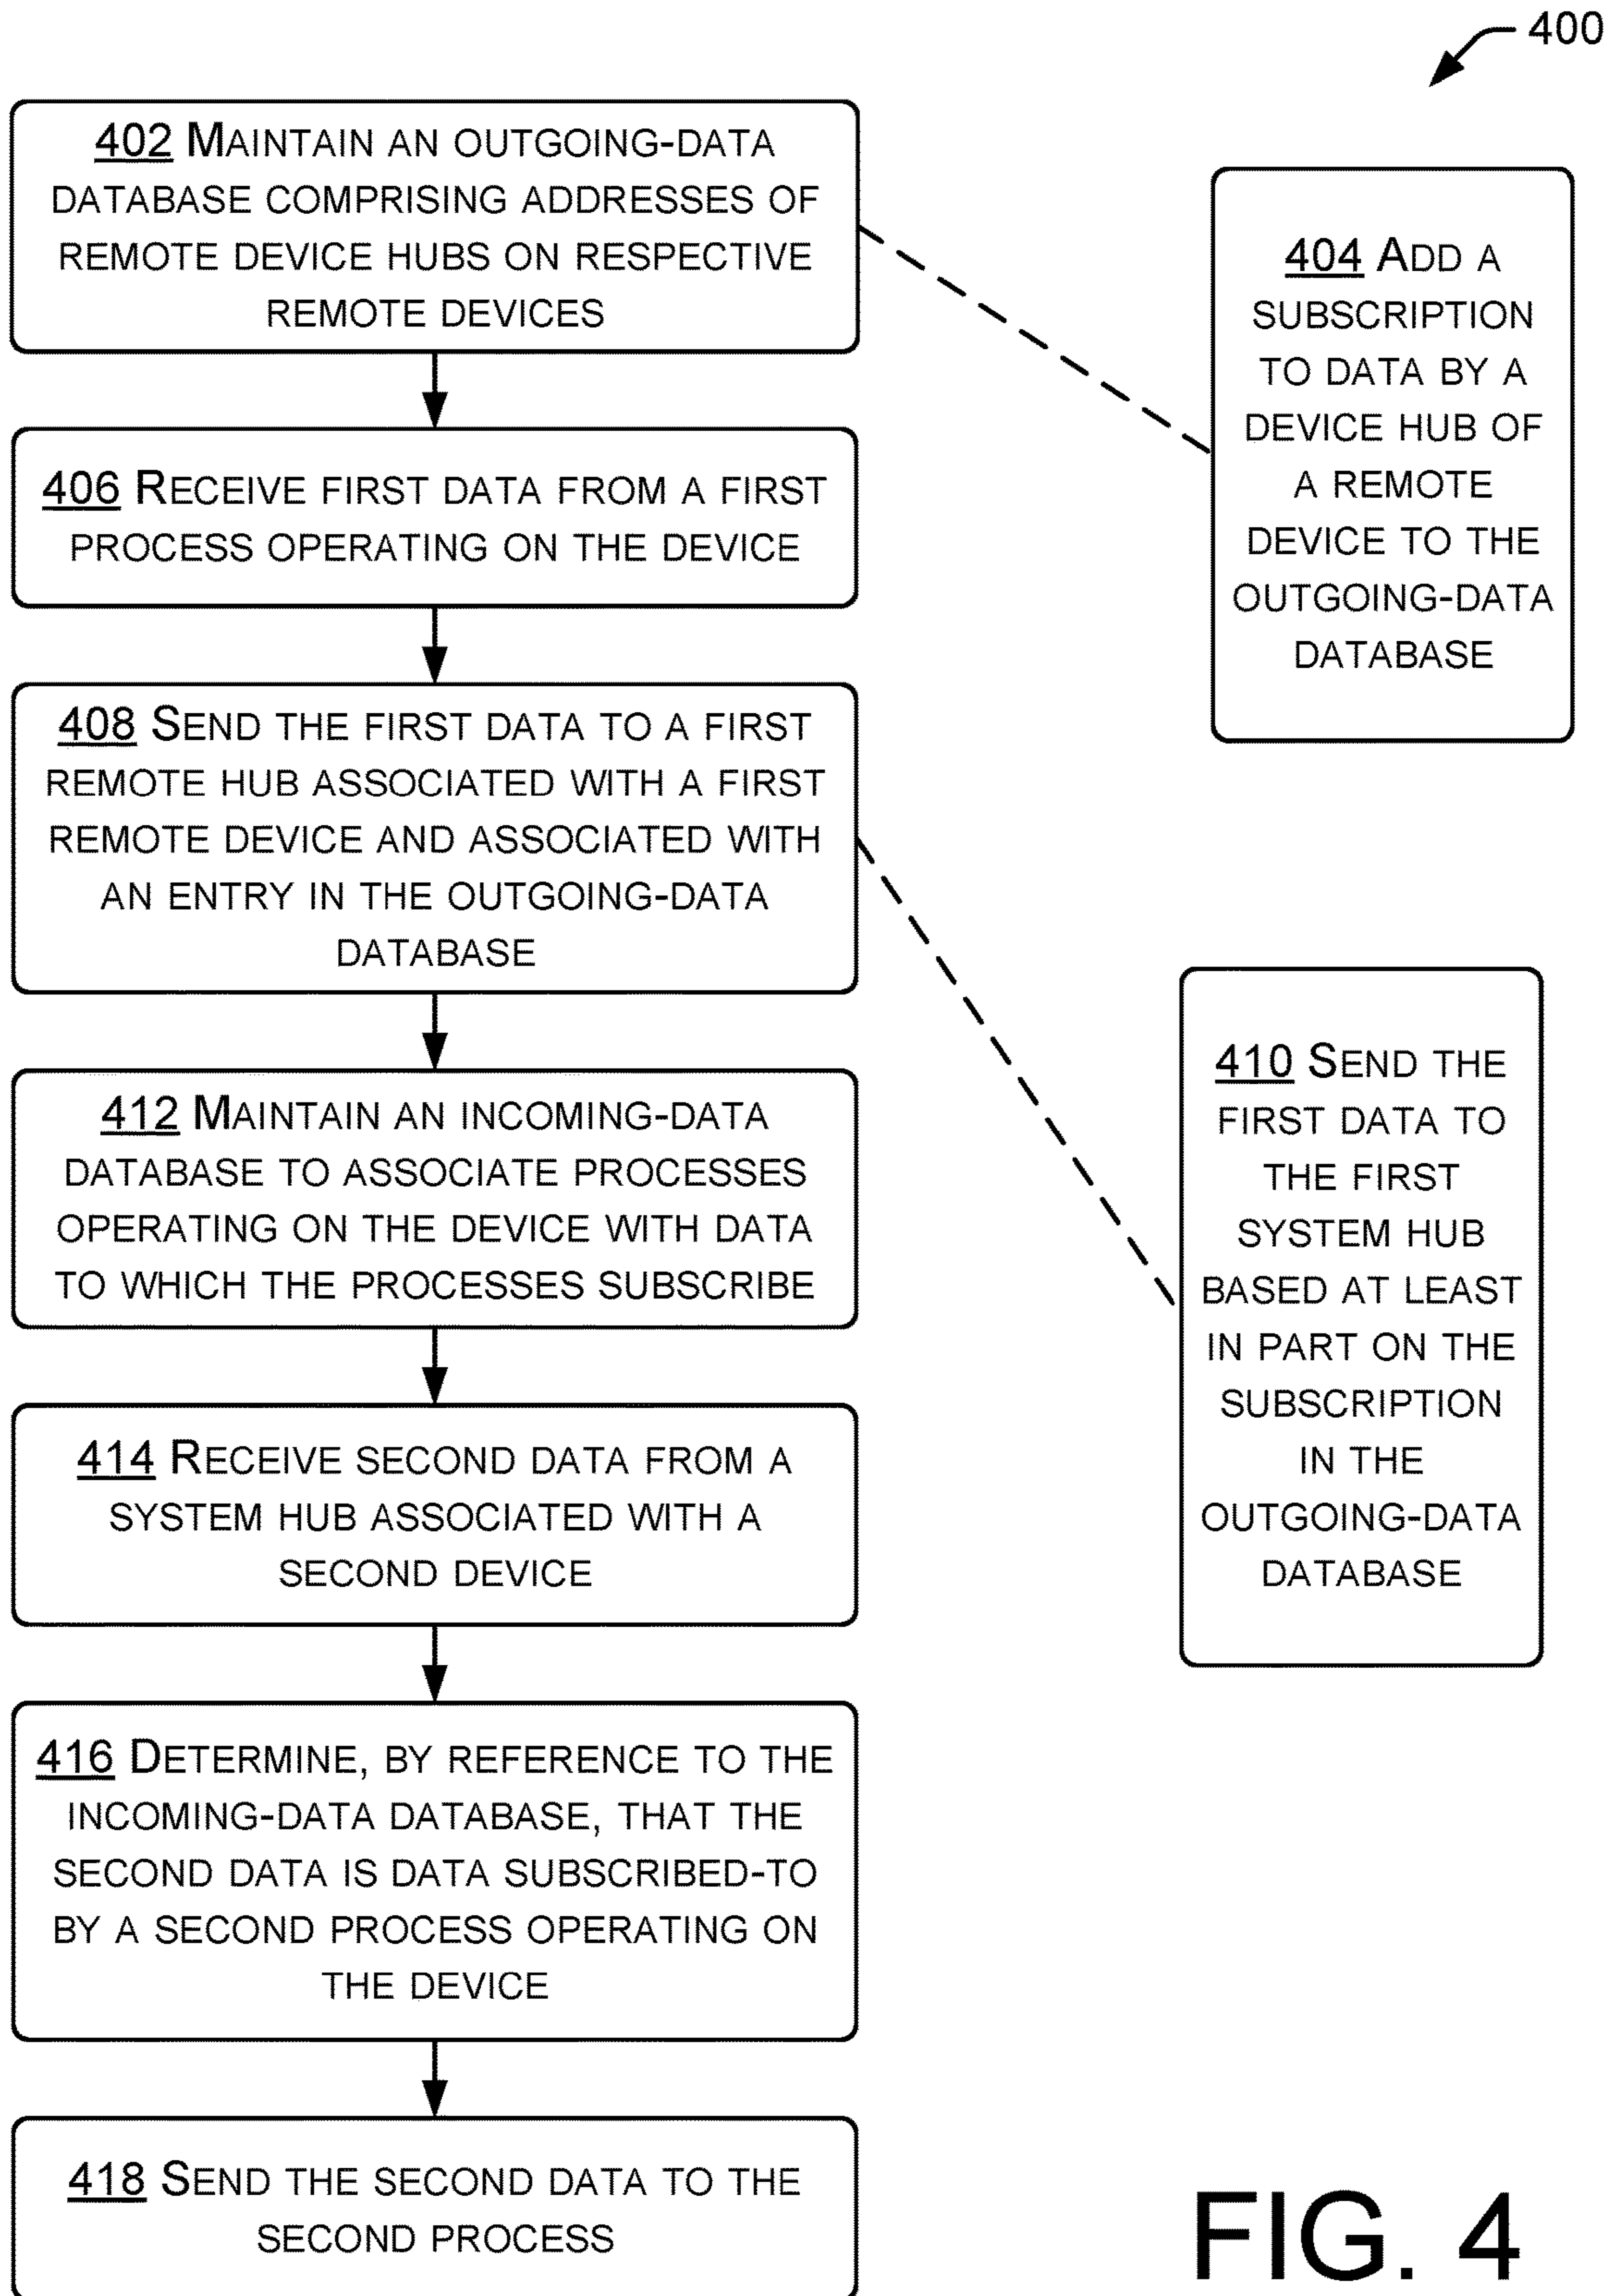 400
402 MAINTAIN AN OUTGOING-DATA
DATABASE COMPRISING ADDRESSES OF
REMOTE DEVICE HUBS ON RESPECTIVE
REMOTE DEVICES
404 ADD A
SUBSCRIPTION
TO DATA BY A
DEVICE HUB OF
A REMOTE
DEVICE TO THE
OUTGOING-DATA
DATABASE
406 RECEIVE FIRST DATA FROM A FIRST
PROCESS OPERATING ON THE DEVICE
408 SEND THE FIRST DATA TO A FIRST
REMOTE HUB ASSOCIATED WITH A FIRST
REMOTE DEVICE AND ASSOCIATED WITH
AN ENTRY IN THE OUTGOING-DATA
DATABASE
410 SEND THE
FIRST DATA TO
THE FIRST
SYSTEM HUB
BASED AT LEAST
IN PART ON THE
SUBSCRIPTION
IN THE
OUTGOING-DATA
DATABASE
412 MAINTAIN AN INCOMING-DATA
DATABASE TO ASSOCIATE PROCESSES
OPERATING ON THE DEVICE WITH DATA
TO WHICH THE PROCESSES SUBSCRIBE
414 RECEIVE SECOND DATA FROM A
SYSTEM HUB ASSOCIATED WITH A
SECOND DEVICE
416 DETERMINE, BY REFERENCE TO THE
INCOMING-DATA DATABASE, THAT THE
SECOND DATA IS DATA SUBSCRIBED-TO
BY A SECOND PROCESS OPERATING ON
THE DEVICE
418 SEND THE SECOND DATA TO THE
SECOND PROCESS
FIG. 4